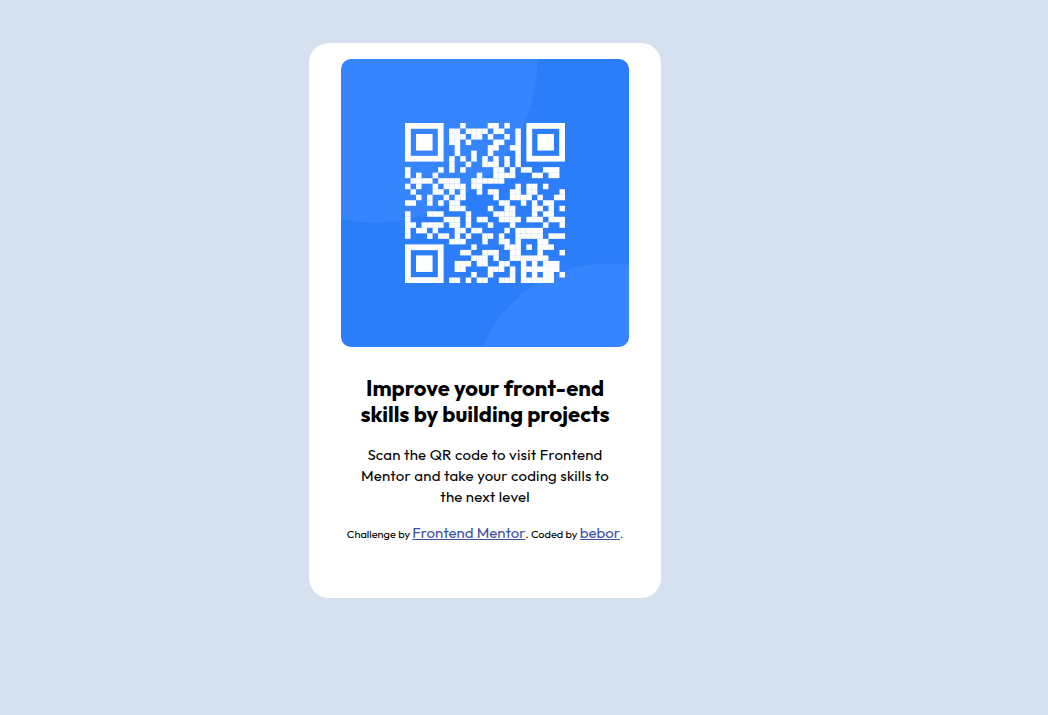 Improve your front-end
skills by building projects
Scan the QR code to visit Frontend
Mentor and take your coding skills to
the next level
Challenge by Frontend Mentor. Coded by bebor.